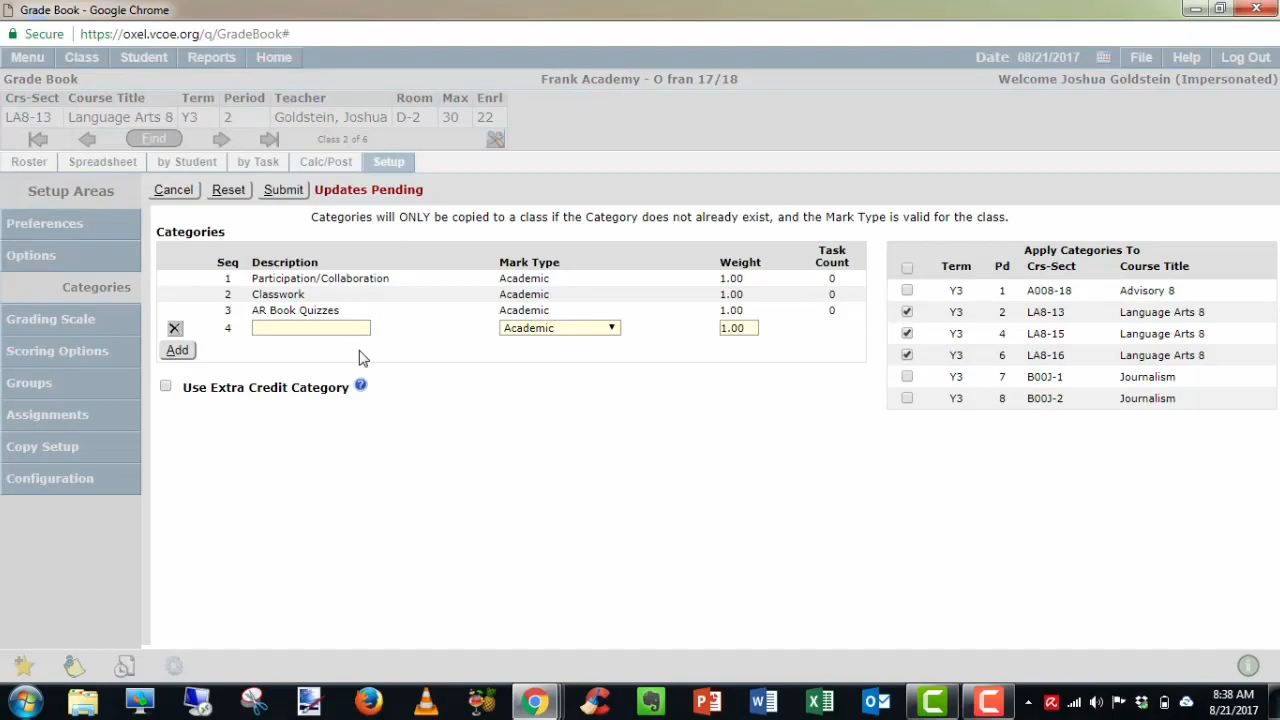 Grade Book - Google Chrome
Secure https://oxel.vcoe.org/q/GradeBook#
Menu Class Student Reports Home Date 08/21/2017 File Help Log Out
Grade Book Frank Academy - O fran 17/18 Welcome Joshua Goldstein (Impersonated)
Crs-Sect Course Title Term Period Teacher Room Max Enrl
LA8-13 Language Arts 8 Y3 2 Goldstein, Joshua D-2 30 22
Find Class 2 of 6
Roster Spreadsheet by Student by Task Calc/Post Setup
Setup Areas
Preferences
Options
Categories
Grading Scale
Scoring Options
Groups
Assignments
Copy Setup
Configuration
Cancel Reset Submit Updates Pending
Categories will ONLY be copied to a class if the Category does not already exist, and the Mark Type is valid for the class.
Categories
Seq Description Mark Type Weight Task Count
1 Participation/Collaboration Academic 1.00 0
2 Classwork Academic 1.00 0
3 AR Book Quizzes Academic 1.00 0
4 Academic 1.00
Add
Use Extra Credit Category ?
Apply Categories To
Term Pd Crs-Sect Course Title
Y3 1 A008-18 Advisory 8
Y3 2 LA8-13 Language Arts 8
Y3 4 LA8-15 Language Arts 8
Y3 6 LA8-16 Language Arts 8
Y3 7 B00J-1 Journalism
Y3 8 B00J-2 Journalism
8:38 AM
8/21/2017